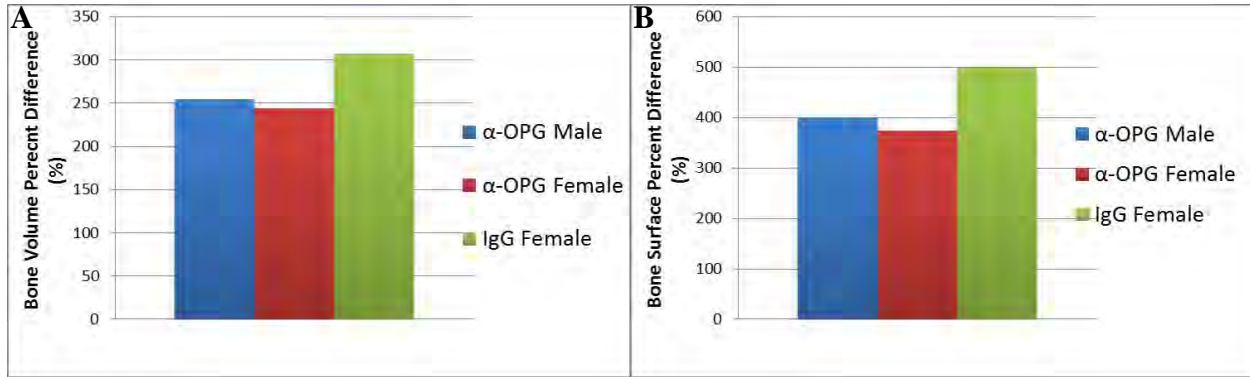 A
Bone Volume Perecnt Difference
(%)
350
300
250
200
150
100
50
0
α-OPG Male
α-OPG Female
IgG Female
B
Bone Surface Percent Difference
(%)
600
500
400
300
200
100
0
α-OPG Male
α-OPG Female
IgG Female